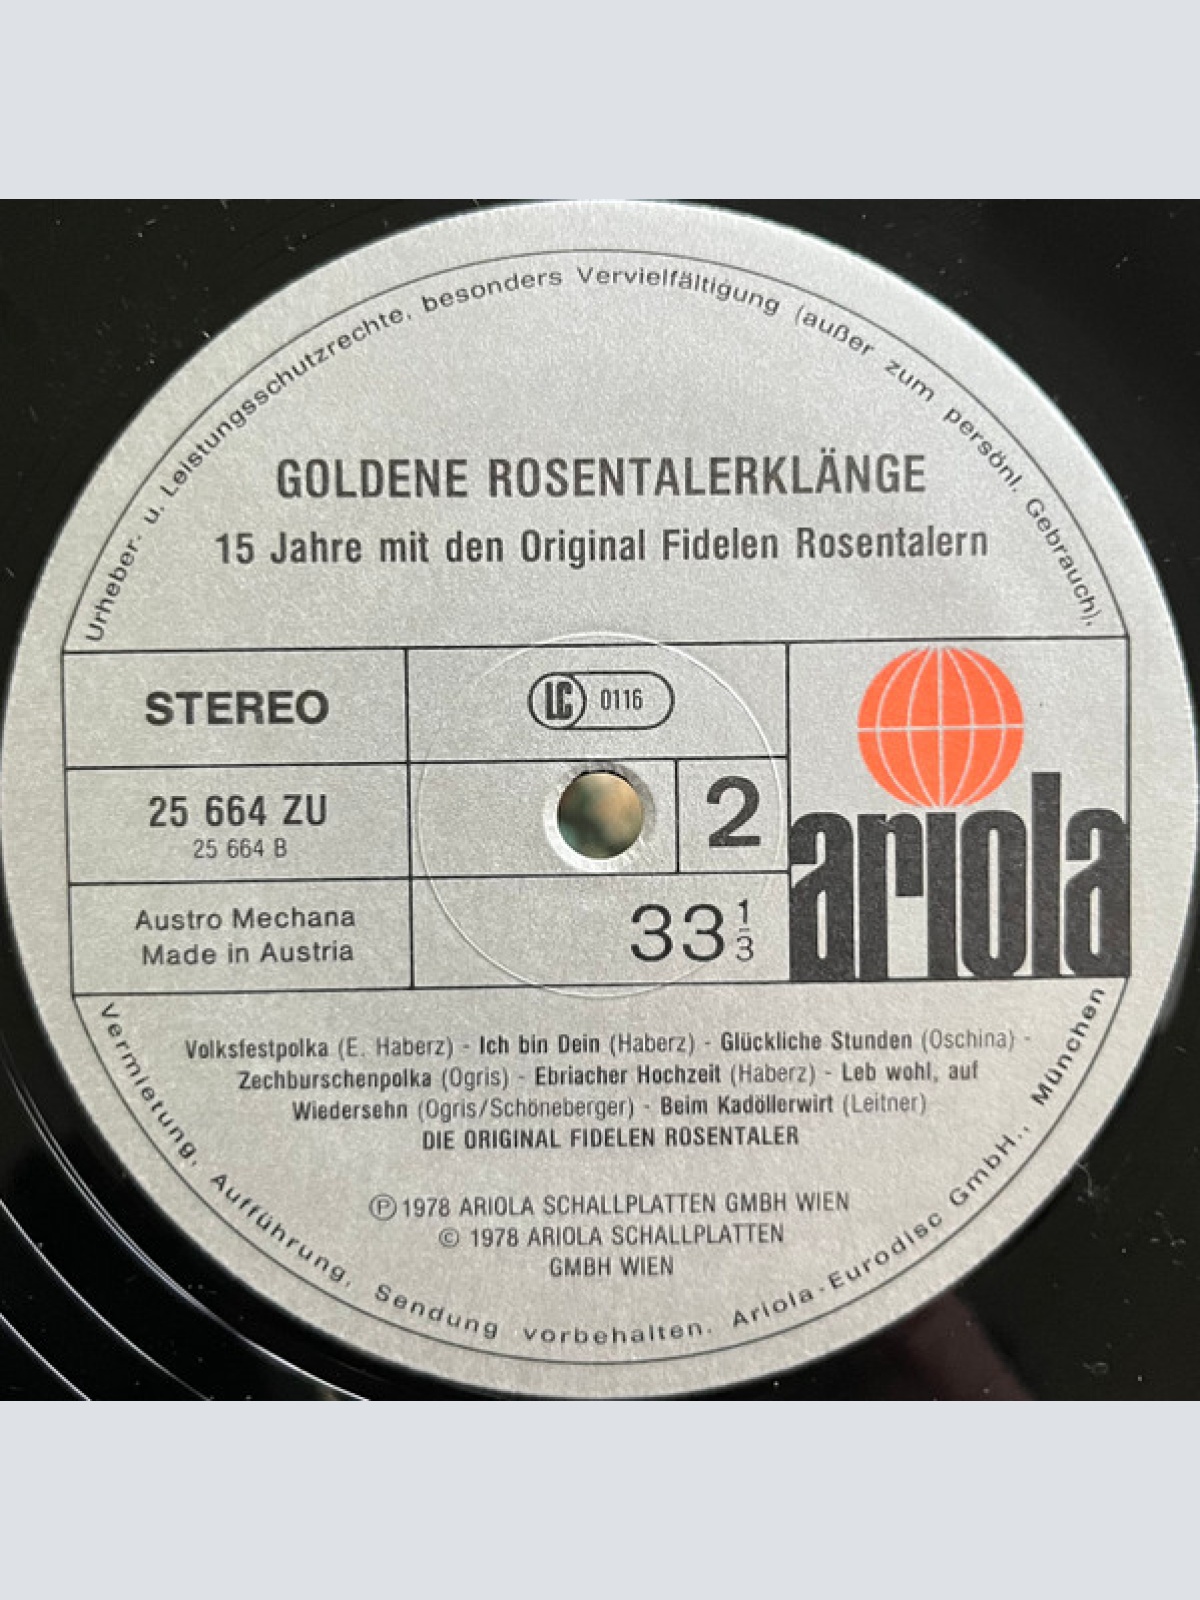 Urheber- u. Leistungsschutzrechte, besonders Vervielfältigung (außer zum persönl. Gebrauch),
GOLDENE ROSENTALERKLÄNGE
15 Jahre mit den Original Fidelen Rosentalern
STEREO
LC 0116
25 664 ZU
25 664 B
2
ariola
Austro Mechana
Made in Austria
33 1/3
Volksfestpolka (E. Haberz) - Ich bin Dein (Haberz) - Glückliche Stunden (Oschina) -
Zechburschenpolka (Ogris) - Ebriacher Hochzeit (Haberz) - Leb wohl, auf
Wiedersehn (Ogris/Schöneberger) - Beim Kadöllerwirt (Leitner)
DIE ORIGINAL FIDELEN ROSENTALER
Ⓟ 1978 ARIOLA SCHALLPLATTEN GMBH WIEN
© 1978 ARIOLA SCHALLPLATTEN
GMBH WIEN
Vermietung, Aufführung, Sendung vorbehalten. Ariola-Eurodisc GmbH., München